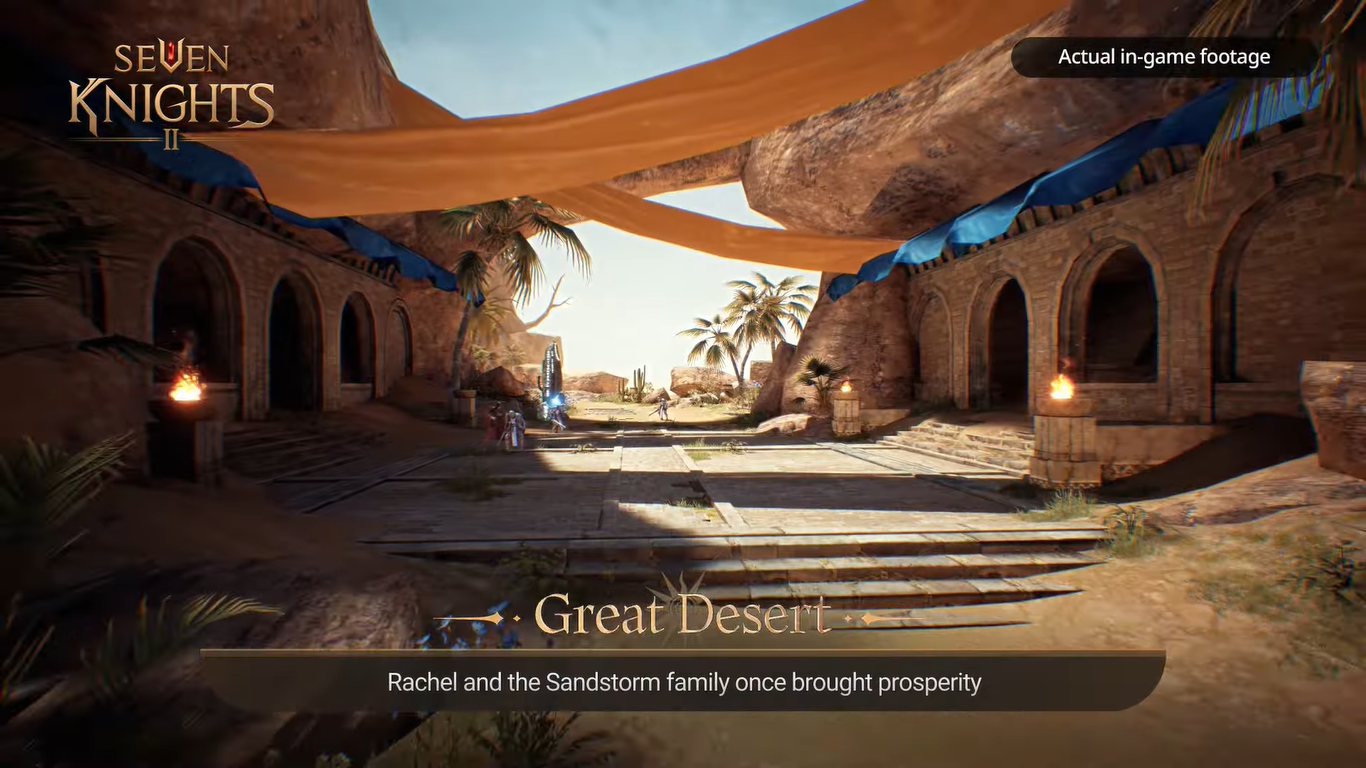 SEVEN
KNIGHTS
II
Actual in-game footage
Great Desert
Rachel and the Sandstorm family once brought prosperity